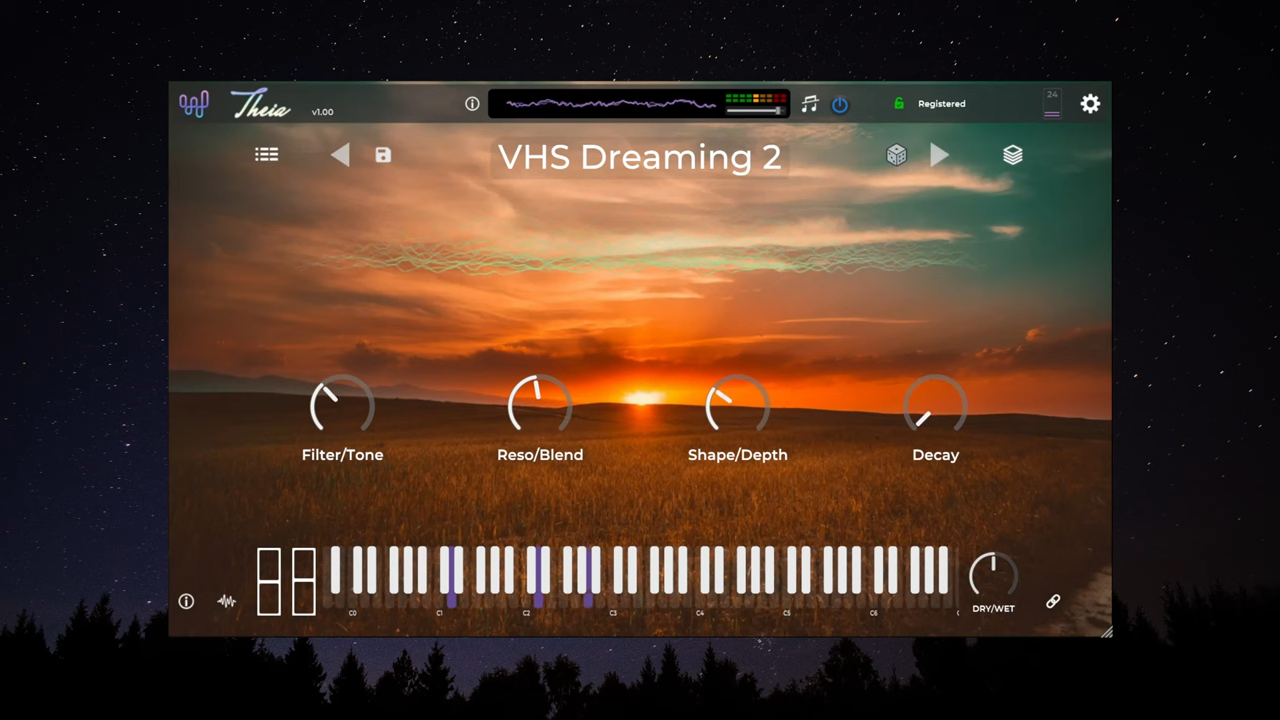 Theia
v1.00
Registered
24
VHS Dreaming 2
Filter/Tone
Reso/Blend
Shape/Depth
Decay
C0
C1
C2
C3
C4
C5
C6
DRY/WET